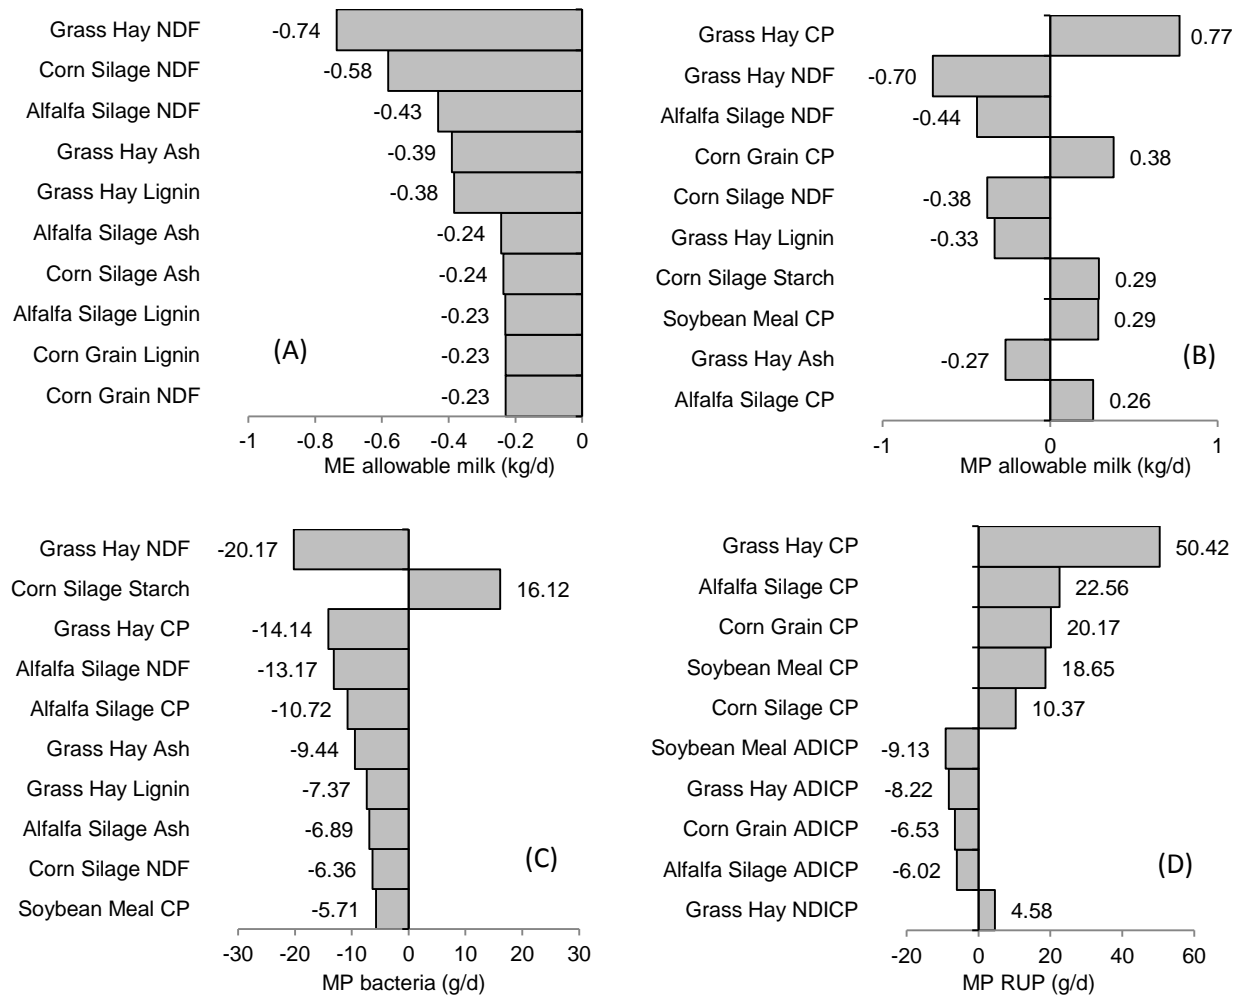 Grass Hay NDF -0.74
Corn Silage NDF -0.58
Alfalfa Silage NDF -0.43
Grass Hay Ash -0.39
Grass Hay Lignin -0.38
Alfalfa Silage Ash -0.24
Corn Silage Ash -0.24
Alfalfa Silage Lignin -0.23
Corn Grain Lignin -0.23
Corn Grain NDF -0.23
(A)
-1 -0.8 -0.6 -0.4 -0.2 0
ME allowable milk (kg/d)
Grass Hay CP 0.77
Grass Hay NDF -0.70
Alfalfa Silage NDF -0.44
Corn Grain CP 0.38
Corn Silage NDF -0.38
Grass Hay Lignin -0.33
Corn Silage Starch 0.29
Soybean Meal CP 0.29
Grass Hay Ash -0.27
Alfalfa Silage CP 0.26
(B)
-1 0 1
MP allowable milk (kg/d)
Grass Hay NDF -20.17
Corn Silage Starch 16.12
Grass Hay CP -14.14
Alfalfa Silage NDF -13.17
Alfalfa Silage CP -10.72
Grass Hay Ash -9.44
Grass Hay Lignin -7.37
Alfalfa Silage Ash -6.89
Corn Silage NDF -6.36
Soybean Meal CP -5.71
(C)
-30 -20 -10 0 10 20 30
MP bacteria (g/d)
Grass Hay CP 50.42
Alfalfa Silage CP 22.56
Corn Grain CP 20.17
Soybean Meal CP 18.65
Corn Silage CP 10.37
Soybean Meal ADICP -9.13
Grass Hay ADICP -8.22
Corn Grain ADICP -6.53
Alfalfa Silage ADICP -6.02
Grass Hay NDICP 4.58
(D)
-20 0 20 40 60
MP RUP (g/d)